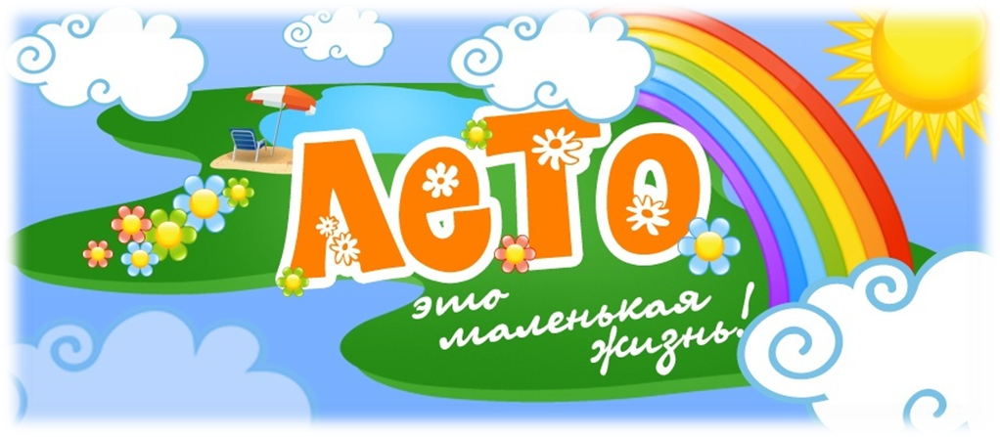 Лето
это
маленькая
жизнь!